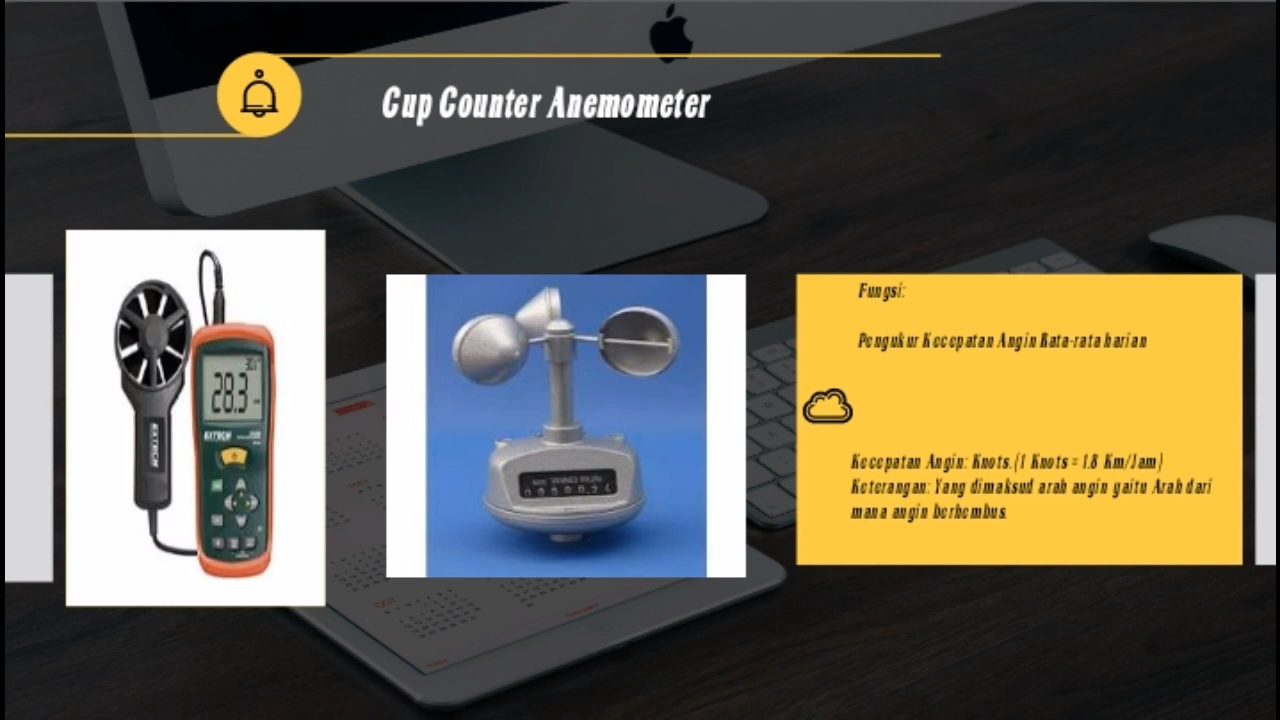 Cup Counter Anemometer
28.3
EXTECH
EXTECH
Fungsi:
Pengukur Kecepatan Angin Rata-rata harian
Kecepatan Angin: Knots. (1 Knots = 1.8 Km/Jam)
Keterangan: Yang dimaksud arah angin yaitu Arah dari
mana angin berhembus.